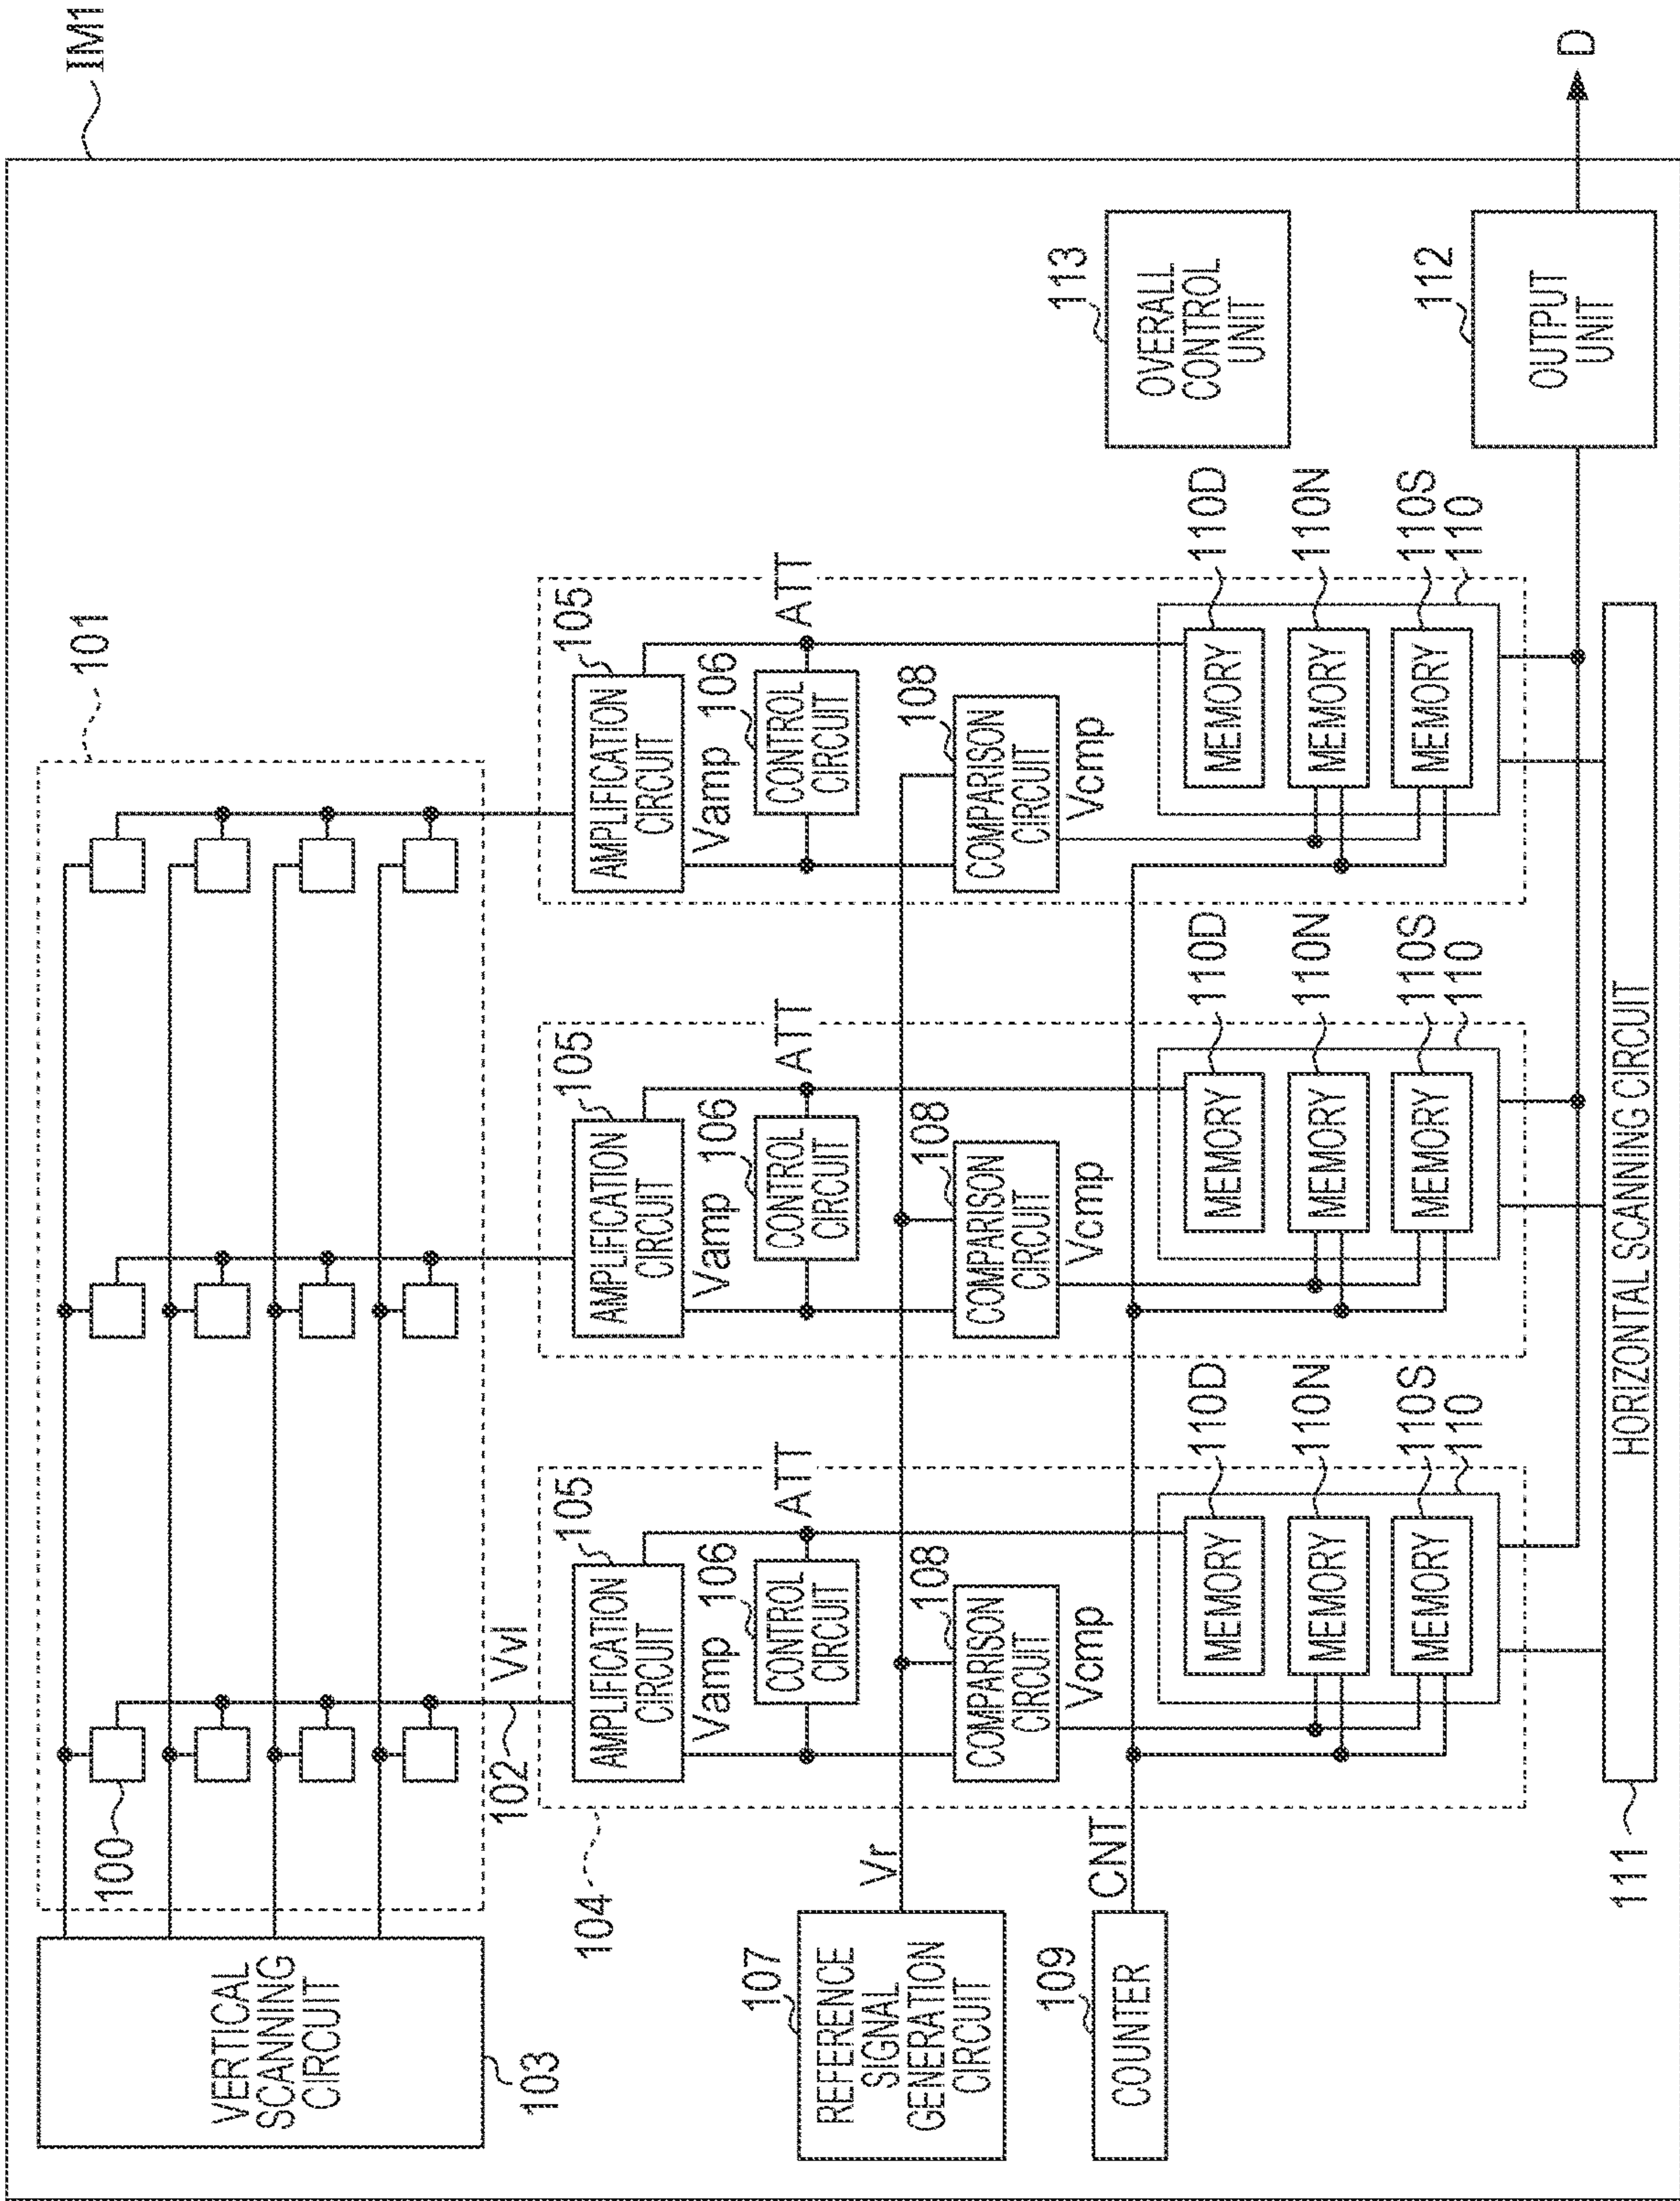 IM1
101
VERTICAL
SCANNING
CIRCUIT
103
100
102
Vvl
104
105
AMPLIFICATION
CIRCUIT
Vamp
106
CONTROL
CIRCUIT
ATT
105
AMPLIFICATION
CIRCUIT
Vamp
106
CONTROL
CIRCUIT
ATT
105
AMPLIFICATION
CIRCUIT
Vamp
106
CONTROL
CIRCUIT
ATT
107
REFERENCE
SIGNAL
GENERATION
CIRCUIT
Vr
108
COMPARISON
CIRCUIT
Vcmp
108
COMPARISON
CIRCUIT
Vcmp
108
COMPARISON
CIRCUIT
Vcmp
109
COUNTER
CNT
MEMORY
110D
MEMORY
110N
MEMORY
110S
110
MEMORY
110D
MEMORY
110N
MEMORY
110S
110
MEMORY
110D
MEMORY
110N
MEMORY
110S
110
113
OVERALL
CONTROL
UNIT
112
OUTPUT
UNIT
D
111
HORIZONTAL SCANNING CIRCUIT